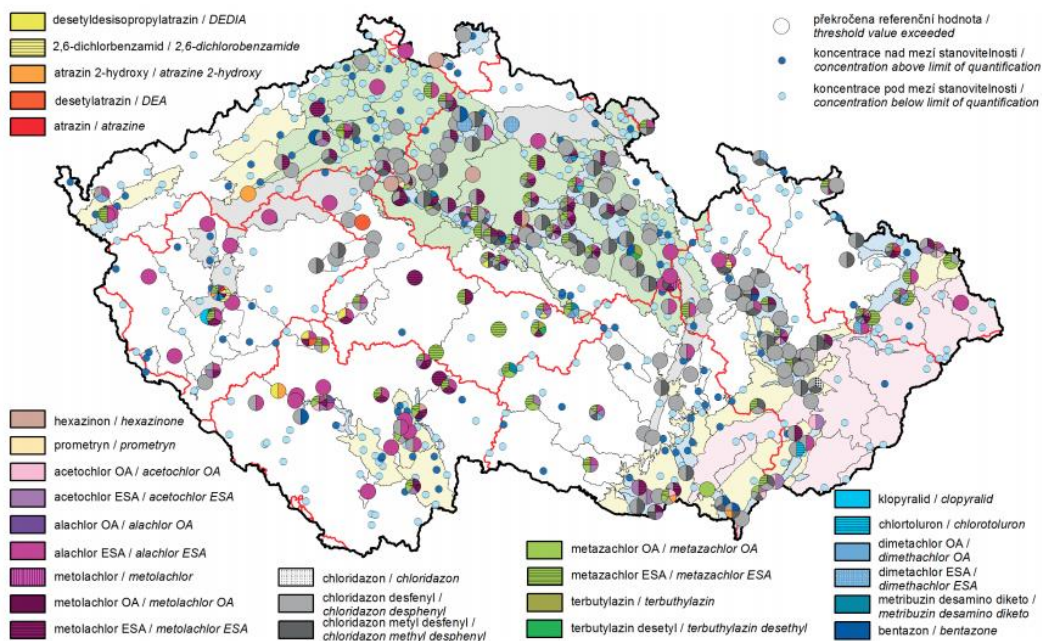 desetyldesisopropylatrazin / DEDIA
2,6-dichlorbenzamid / 2,6-dichlorobenzamide
atrazin 2-hydroxy / atrazine 2-hydroxy
desetylatrazin / DEA
atrazin / atrazine
překročena referenční hodnota /
threshold value exceeded
koncentrace nad mezí stanovitelnosti /
concentration above limit of quantification
koncentrace pod mezí stanovitelnosti /
concentration below limit of quantification
hexazinon / hexazinone
prometryn / prometryn
acetochlor OA / acetochlor OA
acetochlor ESA / acetochlor ESA
alachlor OA / alachlor OA
alachlor ESA / alachlor ESA
metolachlor / metolachlor
metolachlor OA / metolachlor OA
metolachlor ESA / metolachlor ESA
chloridazon / chloridazon
chloridazon desfenyl /
chloridazon desphenyl
chloridazon metyl desfenyl /
chloridazon methyl desphenyl
metazachlor OA / metazachlor OA
metazachlor ESA / metazachlor ESA
terbutylazin / terbuthylazin
terbutylazin desetyl / terbuthylazin desethyl
klopyralid / clopyralid
chlortoluron / chlorotoluron
dimetachlor OA /
dimethachlor OA
dimetachlor ESA /
dimethachlor ESA
metribuzin desamino diketo /
metribuzin desamino diketo
bentazon / bentazone